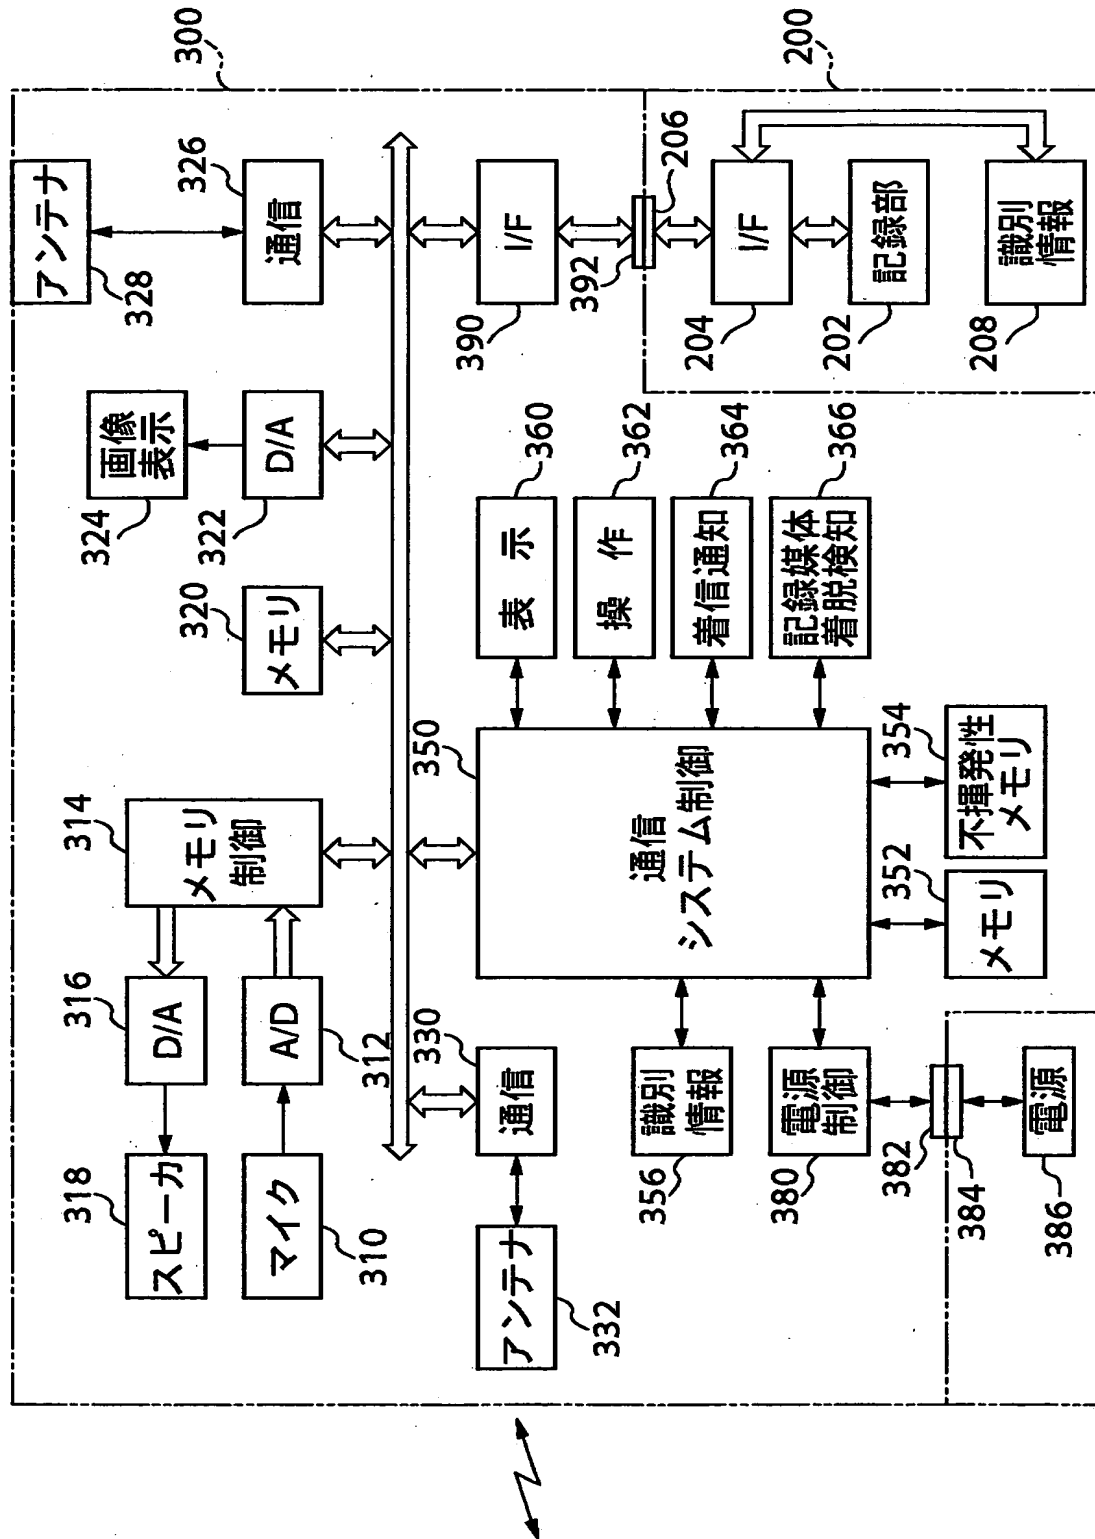 300
アンテナ
328
通信
326
画像
表示
324
D/A
322
メモリ
320
メモリ
制御
314
D/A
316
A/D
312
スピーカ
318
マイク
310
通信
330
アンテナ
332
I/F
390
392
206
200
I/F
204
記録部
202
識別
情報
208
通信
システム制御
350
表示
360
操作
362
着信通知
364
記録媒体
着脱検知
366
メモリ
352
不揮発性
メモリ
354
識別
情報
356
電源
制御
380
382
384
電源
386